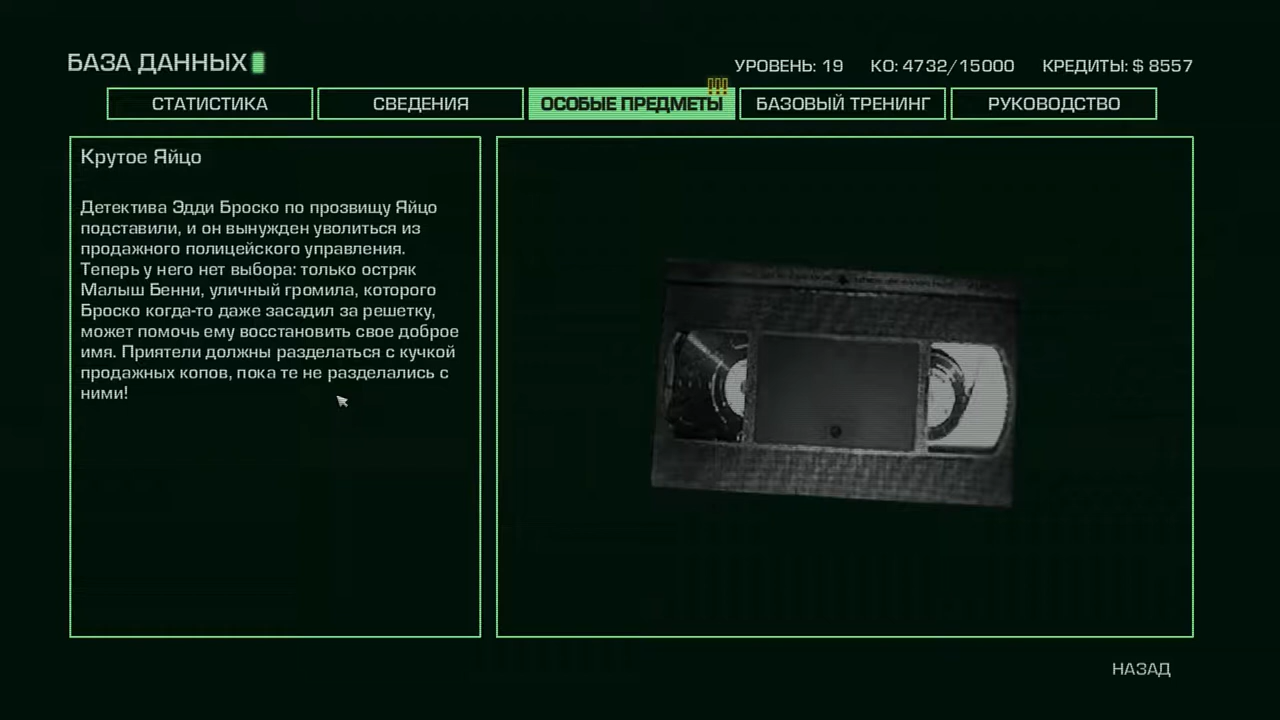 БАЗА ДАННЫХ
УРОВЕНЬ: 19 КО: 4732/15000 КРЕДИТЫ: $ 8557
!!!
СТАТИСТИКА СВЕДЕНИЯ ОСОБЫЕ ПРЕДМЕТЫ БАЗОВЫЙ ТРЕНИНГ РУКОВОДСТВО
Крутое Яйцо
Детектива Эдди Броско по прозвищу Яйцо
подставили, и он вынужден уволиться из
продажного полицейского управления.
Теперь у него нет выбора: только остряк
Малыш Бенни, уличный громила, которого
Броско когда-то даже засадил за решетку,
может помочь ему восстановить свое доброе
имя. Приятели должны разделаться с кучкой
продажных копов, пока те не разделались с
ними!
НАЗАД